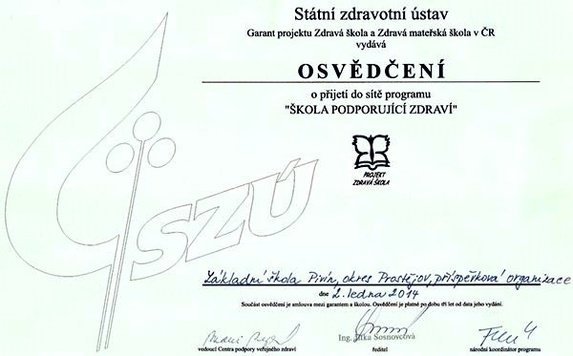 Státní zdravotní ústav
Garant projektu Zdravá škola a Zdravá mateřská škola v ČR
vydává
OSVĚDČENÍ
o přijetí do sítě programu
"ŠKOLA PODPORUJÍCÍ ZDRAVÍ"
PROJEKT
ZDRAVÁ ŠKOLA
SZÚ
Základní škola Pivín, okres Prostějov, příspěvková organizace
dne 2. ledna 2014
Součást osvědčení je smlouva mezi garantem a školou. Osvědčení je platné po dobu tří let od data jeho vydání.
Ing. Jitka Sosnovcová
vedoucí Centra podpory veřejného zdraví
ředitel
národní koordinátor programu